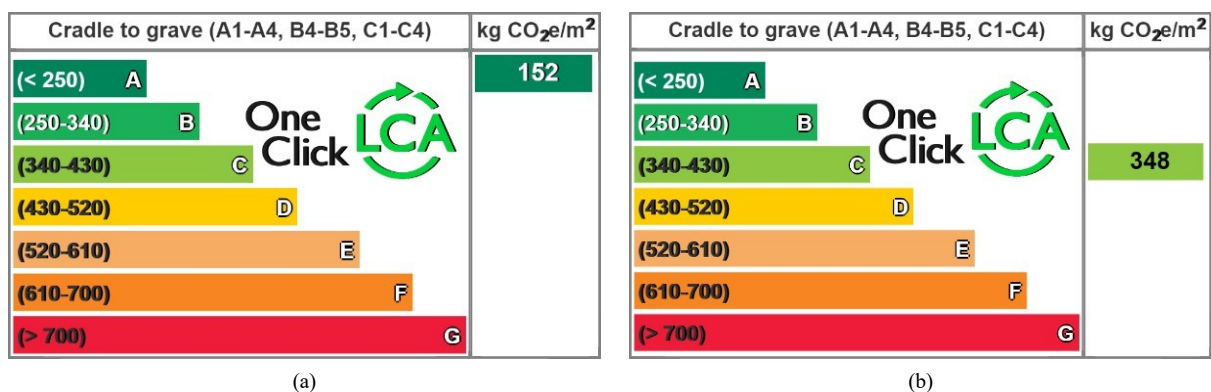 Cradle to grave (A1-A4, B4-B5, C1-C4) kg CO₂e/m²
(< 250) A 152
(250-340) B
(340-430) C
(430-520) D
(520-610) E
(610-700) F
(> 700) G
One
Click LCA
(a)
Cradle to grave (A1-A4, B4-B5, C1-C4) kg CO₂e/m²
(< 250) A
(250-340) B
(340-430) C 348
(430-520) D
(520-610) E
(610-700) F
(> 700) G
One
Click LCA
(b)